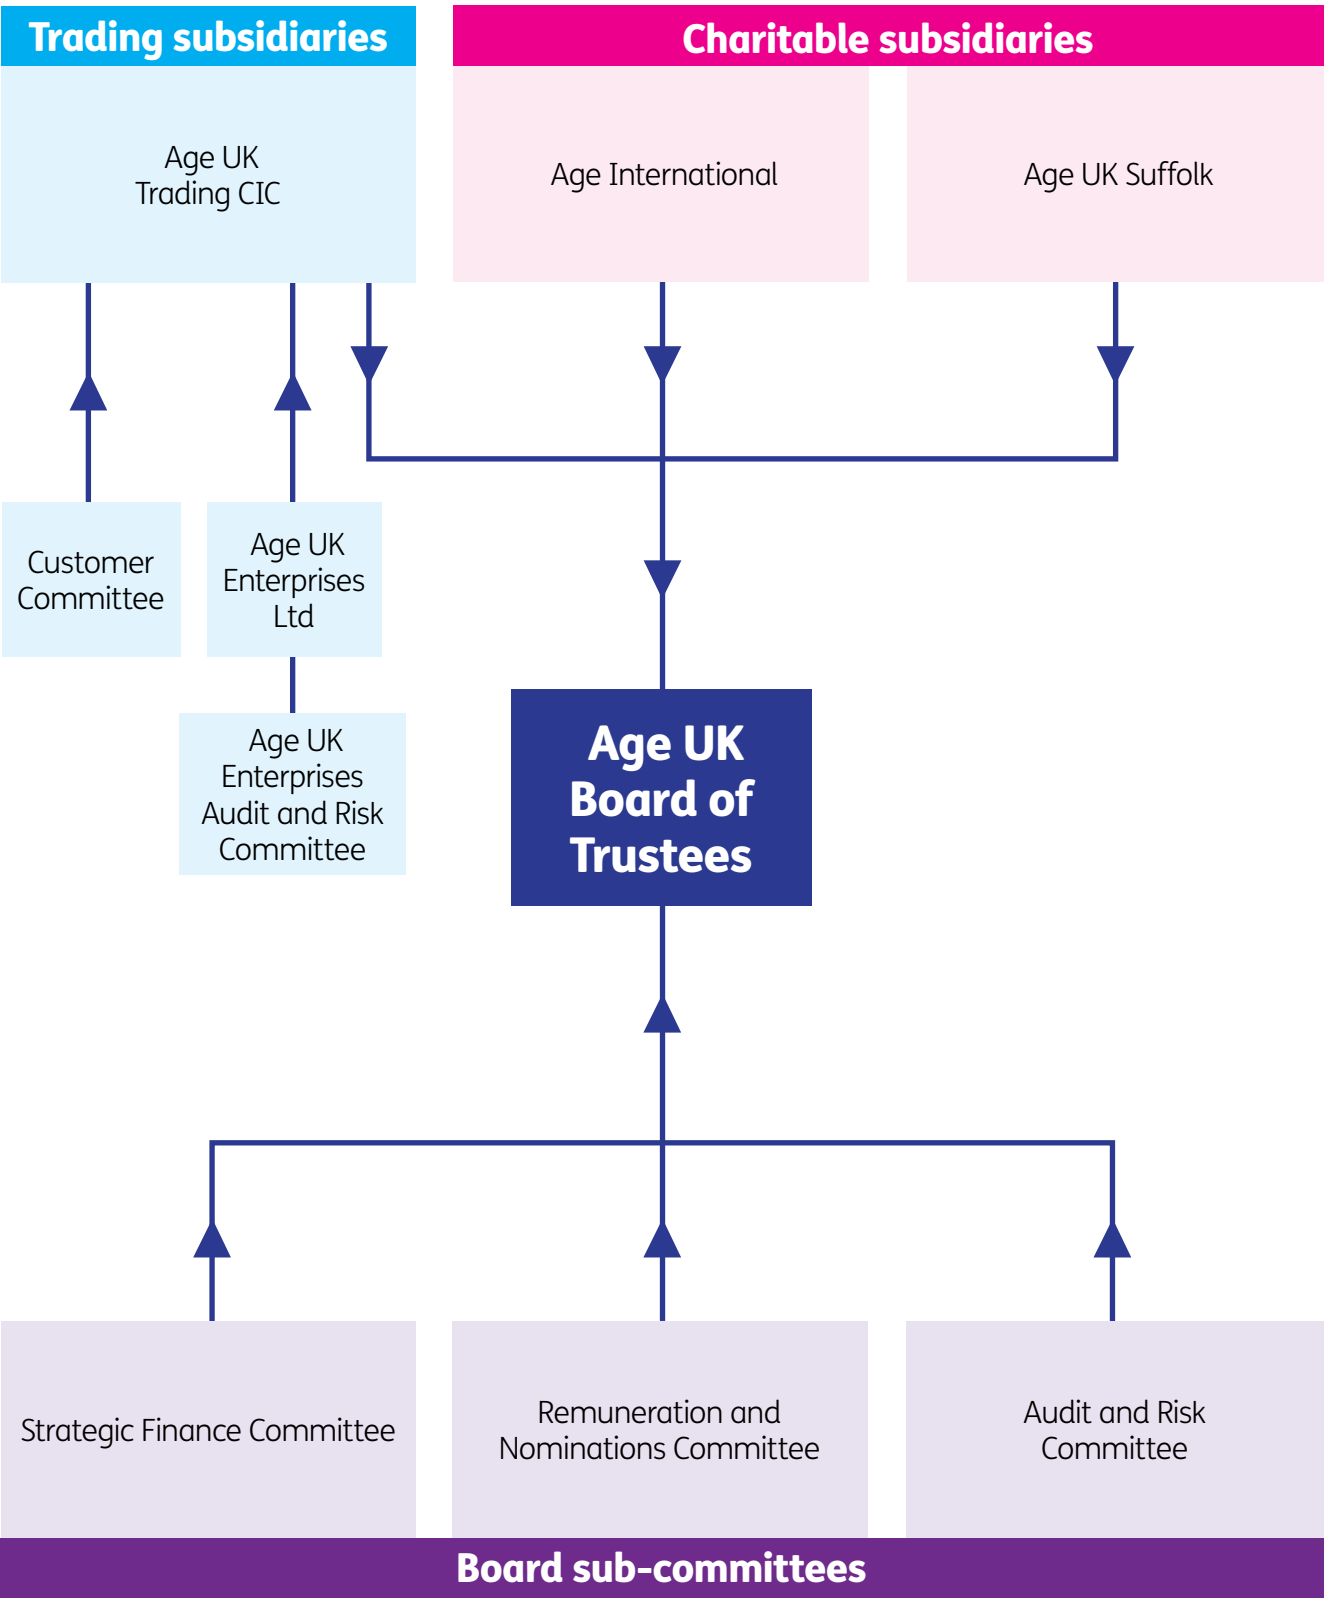 Trading subsidiaries
Charitable subsidiaries
Age UK
Trading CIC
Age International
Age UK Suffolk
Customer
Committee
Age UK
Enterprises
Ltd
Age UK
Enterprises
Audit and Risk
Committee
Age UK
Board of
Trustees
Strategic Finance Committee
Remuneration and
Nominations Committee
Audit and Risk
Committee
Board sub-committees